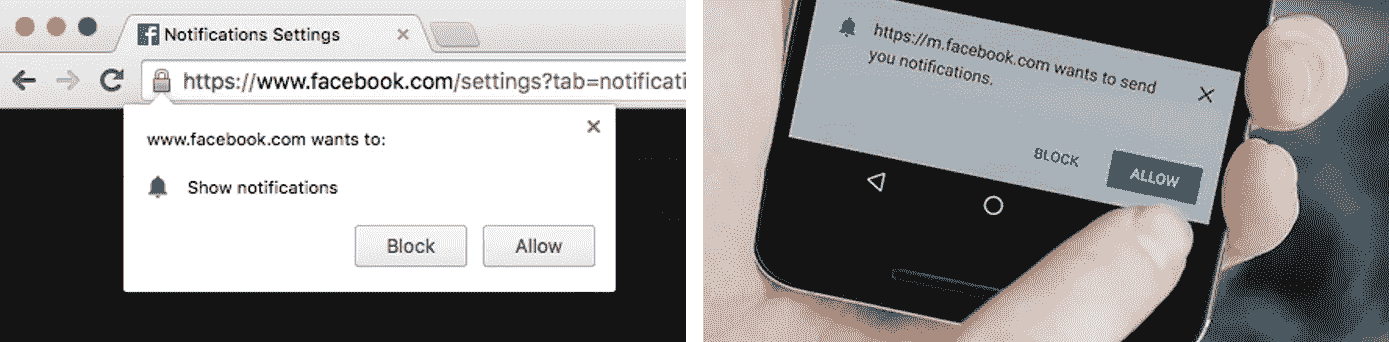 Notifications Settings
https://www.facebook.com/settings?tab=notificati
www.facebook.com wants to:
Show notifications
Block
Allow
https://m.facebook.com wants to send
you notifications.
BLOCK
ALLOW